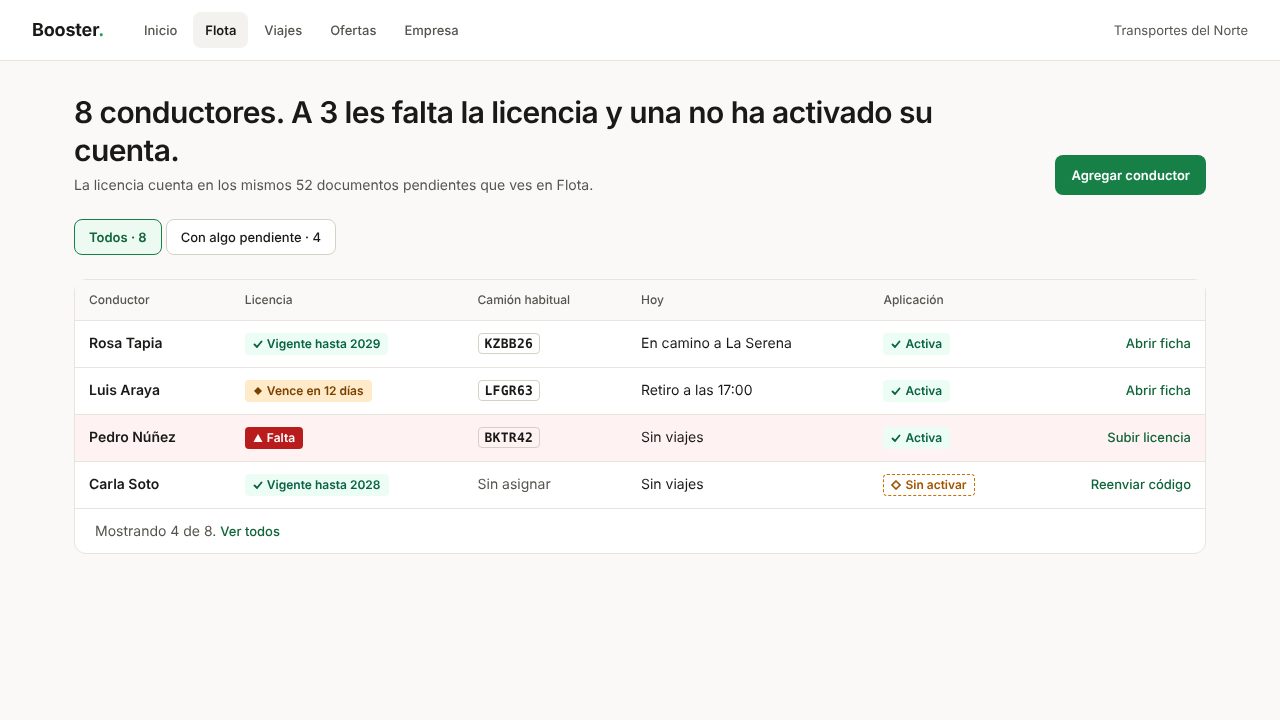 Booster. Inicio Flota Viajes Ofertas Empresa Transportes del Norte
8 conductores. A 3 les falta la licencia y una no ha activado su
cuenta.
La licencia cuenta en los mismos 52 documentos pendientes que ves en Flota.
Agregar conductor
Todos · 8 Con algo pendiente · 4
Conductor Licencia Camión habitual Hoy Aplicación
Rosa Tapia ✓ Vigente hasta 2029 KZBB26 En camino a La Serena ✓ Activa Abrir ficha
Luis Araya ◆ Vence en 12 días LFGR63 Retiro a las 17:00 ✓ Activa Abrir ficha
Pedro Núñez ▲ Falta BKTR42 Sin viajes ✓ Activa Subir licencia
Carla Soto ✓ Vigente hasta 2028 Sin asignar Sin viajes ◇ Sin activar Reenviar código
Mostrando 4 de 8. Ver todos